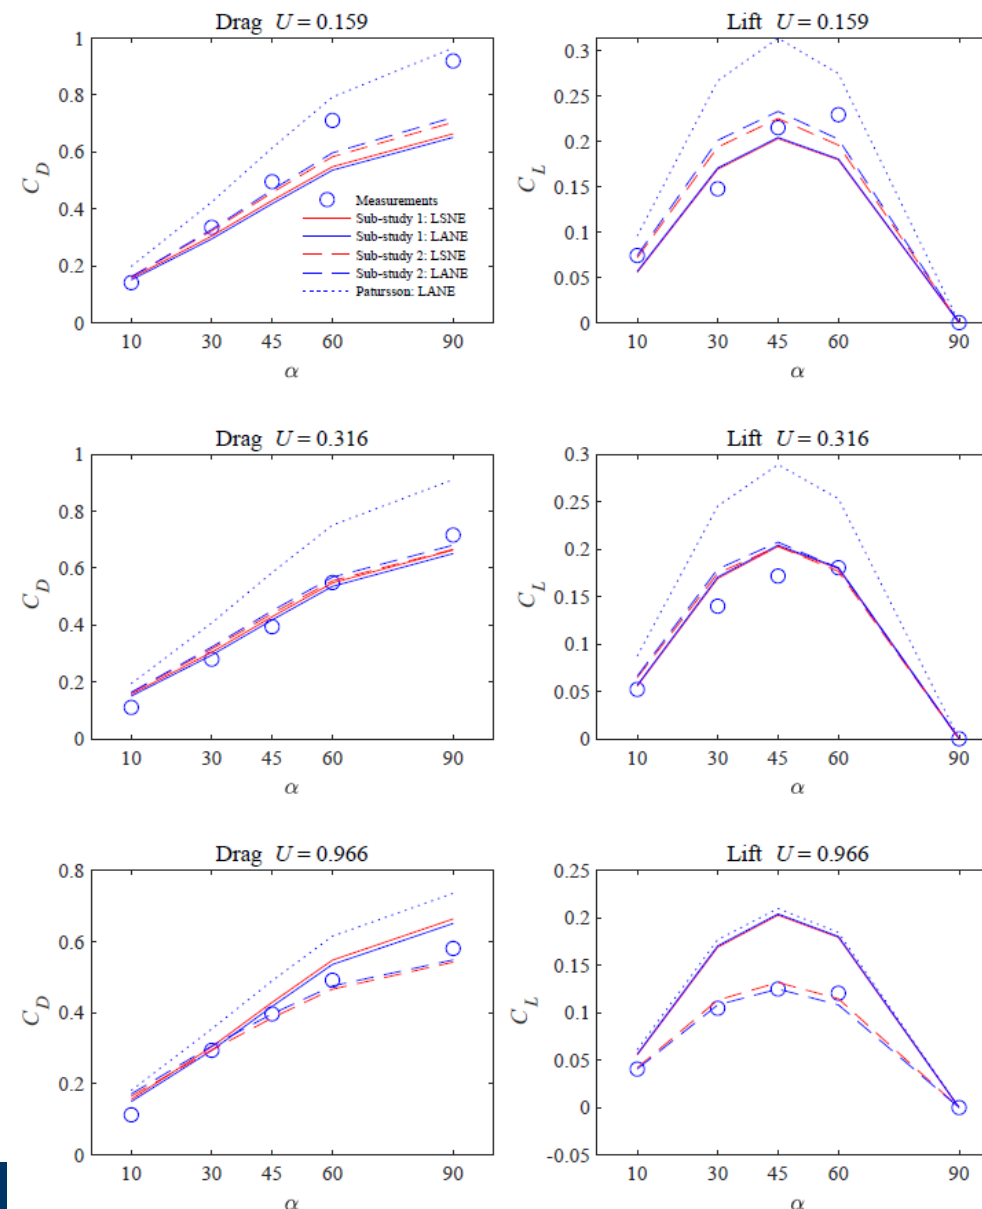 Drag U = 0.159
1
0.8
0.6
0.4
0.2
0
C_D
10 30 45 60 90
α
Measurements
Sub-study 1: LSNE
Sub-study 1: LANE
Sub-study 2: LSNE
Sub-study 2: LANE
Patursson: LANE
Lift U = 0.159
0.3
0.25
0.2
0.15
0.1
0.05
0
C_L
10 30 45 60 90
α
Drag U = 0.316
1
0.8
0.6
0.4
0.2
0
C_D
10 30 45 60 90
α
Lift U = 0.316
0.3
0.25
0.2
0.15
0.1
0.05
0
C_L
10 30 45 60 90
α
Drag U = 0.966
0.8
0.6
0.4
0.2
0
C_D
10 30 45 60 90
α
Lift U = 0.966
0.25
0.2
0.15
0.1
0.05
0
-0.05
C_L
10 30 45 60 90
α